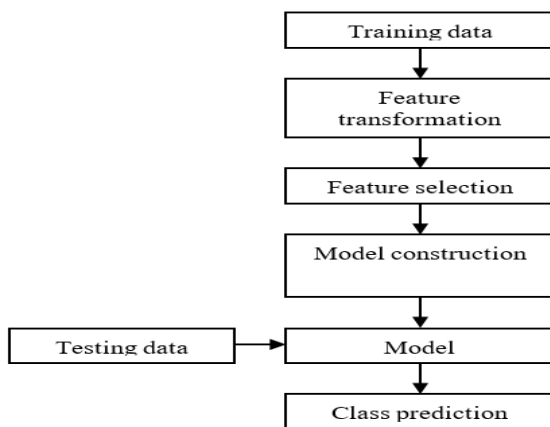 Training data
Feature
transformation
Feature selection
Model construction
Testing data
Model
Class prediction